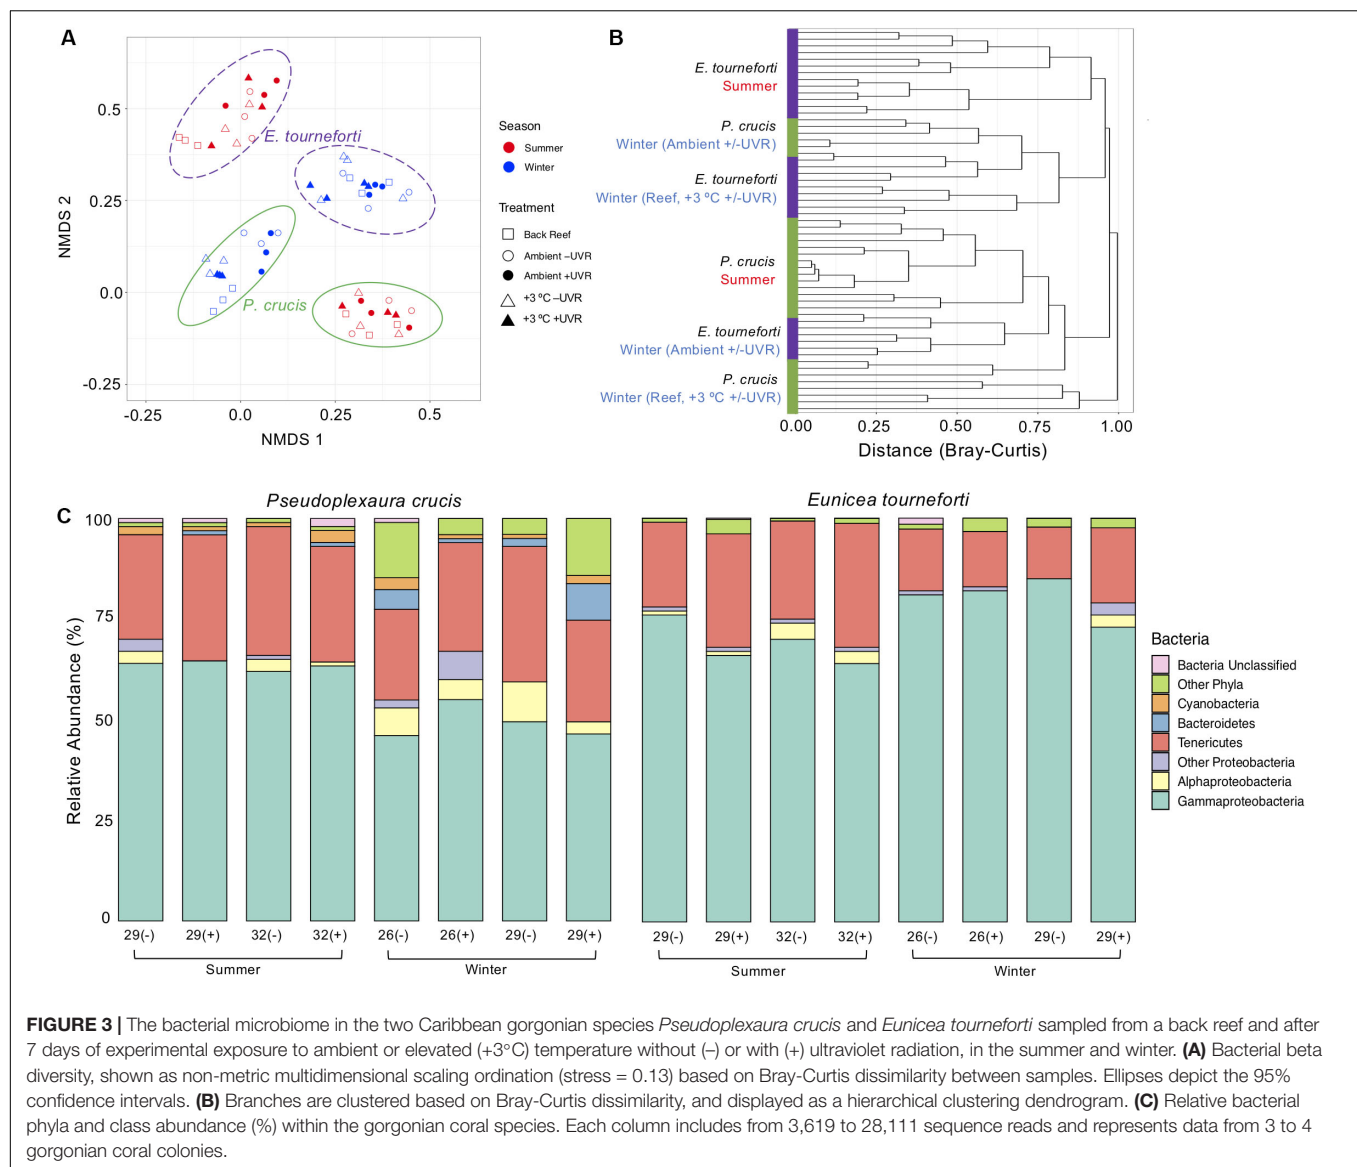 A
0.5
0.25
0.0
-0.25
NMDS 2
-0.25
0.0
0.25
0.5
NMDS 1
E. tourneforti
P. crucis
Season
Summer
Winter
Treatment
Back Reef
Ambient –UVR
Ambient +UVR
+3 ºC –UVR
+3 ºC +UVR
B
E. tourneforti
Summer
P. crucis
Winter (Ambient +/-UVR)
E. tourneforti
Winter (Reef, +3 ºC +/-UVR)
P. crucis
Summer
E. tourneforti
Winter (Ambient +/-UVR)
P. crucis
Winter (Reef, +3 ºC +/-UVR)
0.00
0.25
0.50
0.75
1.00
Distance (Bray-Curtis)
C
Pseudoplexaura crucis
Eunicea tourneforti
100
75
50
25
0
Relative Abundance (%)
29(-)
29(+)
32(-)
32(+)
26(-)
26(+)
29(-)
29(+)
29(-)
29(+)
32(-)
32(+)
26(-)
26(+)
29(-)
29(+)
Summer
Winter
Summer
Winter
Bacteria
Bacteria Unclassified
Other Phyla
Cyanobacteria
Bacteroidetes
Tenericutes
Other Proteobacteria
Alphaproteobacteria
Gammaproteobacteria
FIGURE 3 | The bacterial microbiome in the two Caribbean gorgonian species Pseudoplexaura crucis and Eunicea tourneforti sampled from a back reef and after
7 days of experimental exposure to ambient or elevated (+3°C) temperature without (–) or with (+) ultraviolet radiation, in the summer and winter. (A) Bacterial beta
diversity, shown as non-metric multidimensional scaling ordination (stress = 0.13) based on Bray-Curtis dissimilarity between samples. Ellipses depict the 95%
confidence intervals. (B) Branches are clustered based on Bray-Curtis dissimilarity, and displayed as a hierarchical clustering dendrogram. (C) Relative bacterial
phyla and class abundance (%) within the gorgonian coral species. Each column includes from 3,619 to 28,111 sequence reads and represents data from 3 to 4
gorgonian coral colonies.